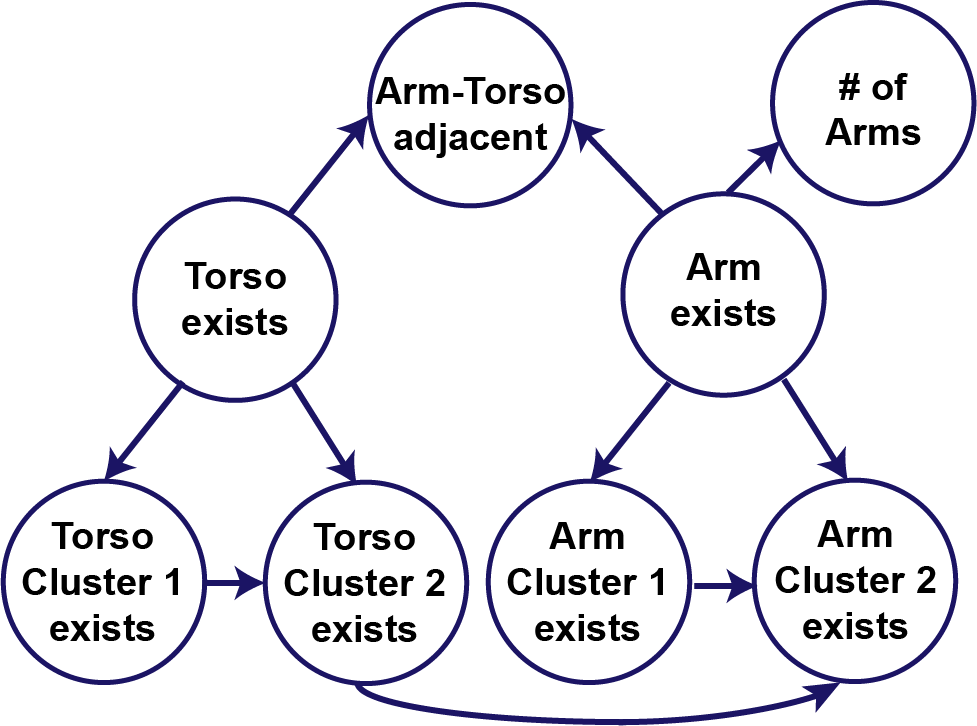 Arm-Torso
adjacent
# of
Arms
Torso
exists
Arm
exists
Torso
Cluster 1
exists
Torso
Cluster 2
exists
Arm
Cluster 1
exists
Arm
Cluster 2
exists